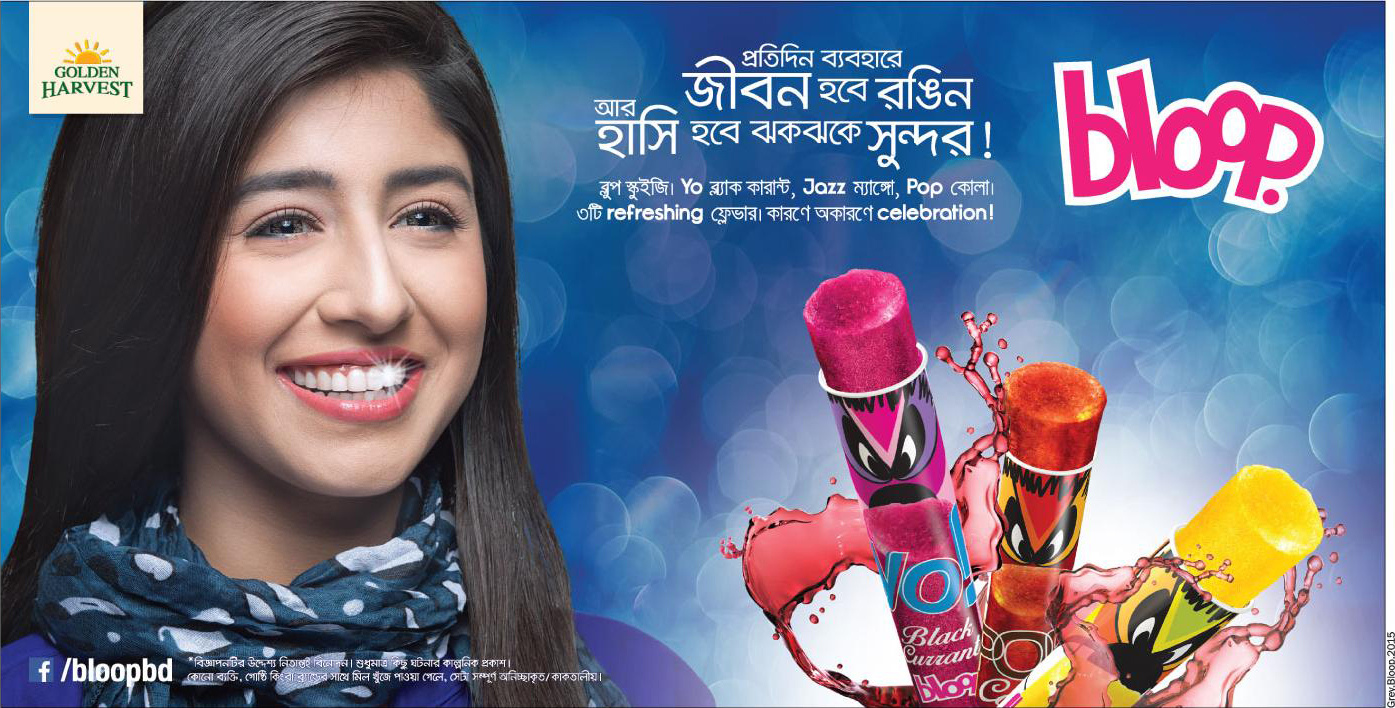 GOLDEN
HARVEST
প্রতিদিন ব্যবহারে
জীবন হবে রঙিন
আর
হাসি হবে ঝকঝকে সুন্দর!
ব্লুপ স্কুইজি। Yo ব্ল্যাক কারান্ট, Jazz ম্যাঙ্গো, Pop কোলা।
৩টি refreshing ফ্লেভার। কারণে অকারণে celebration!
bloop
Yo!
Black
Currant
bloop
f /bloopbd
*বিজ্ঞাপনটির উদ্দেশ্য নিতান্তই বিনোদন। শুধুমাত্র কিছু ঘটনার কাল্পনিক প্রকাশ।
কোনো ব্যক্তি, গোষ্ঠি কিংবা ব্র্যান্ডের সাথে মিল খুঁজে পাওয়া গেলে, সেটা সম্পূর্ণ অনিচ্ছাকৃত/কাকতালীয়।
Grey.Bloop.2015